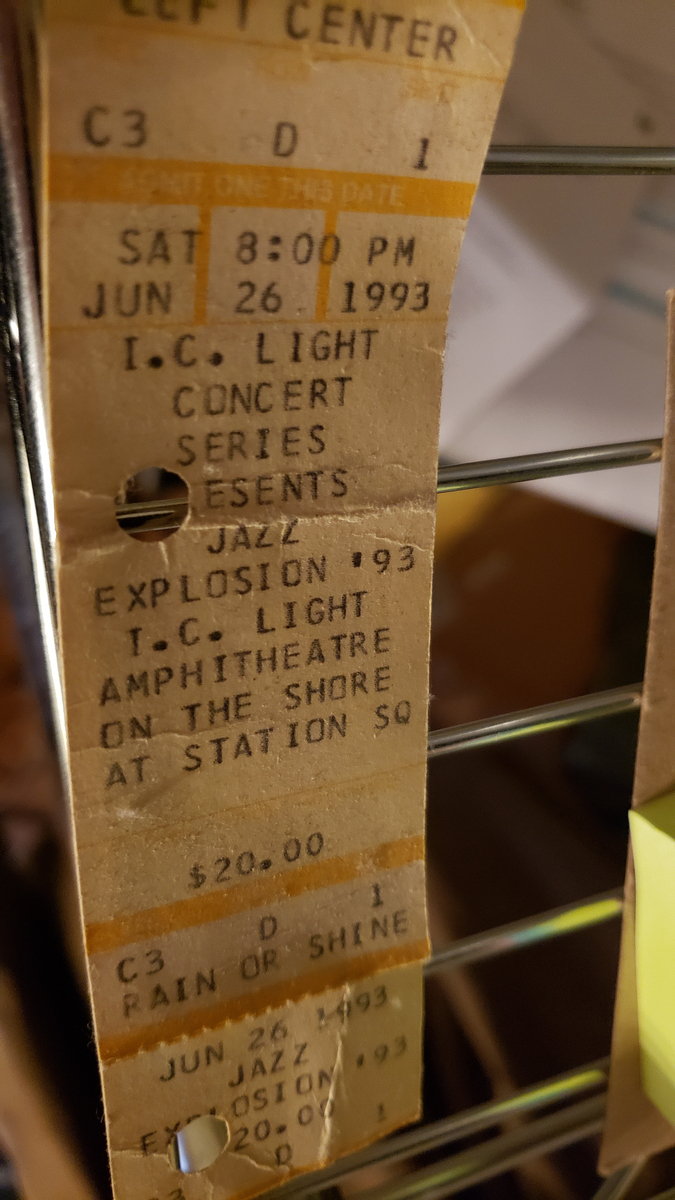 LEFT CENTER
C3 D 1
ADMIT ONE THIS DATE
SAT 8:00 PM
JUN 26 1993
I.C. LIGHT
CONCERT
SERIES
ESENTS
JAZZ
EXPLOSION '93
I.C. LIGHT
AMPHITHEATRE
ON THE SHORE
AT STATION SQ
$20.00
C3 D 1
RAIN OR SHINE
JUN 26 1993
JAZZ
EXPLOSION '93
20.00 1
D